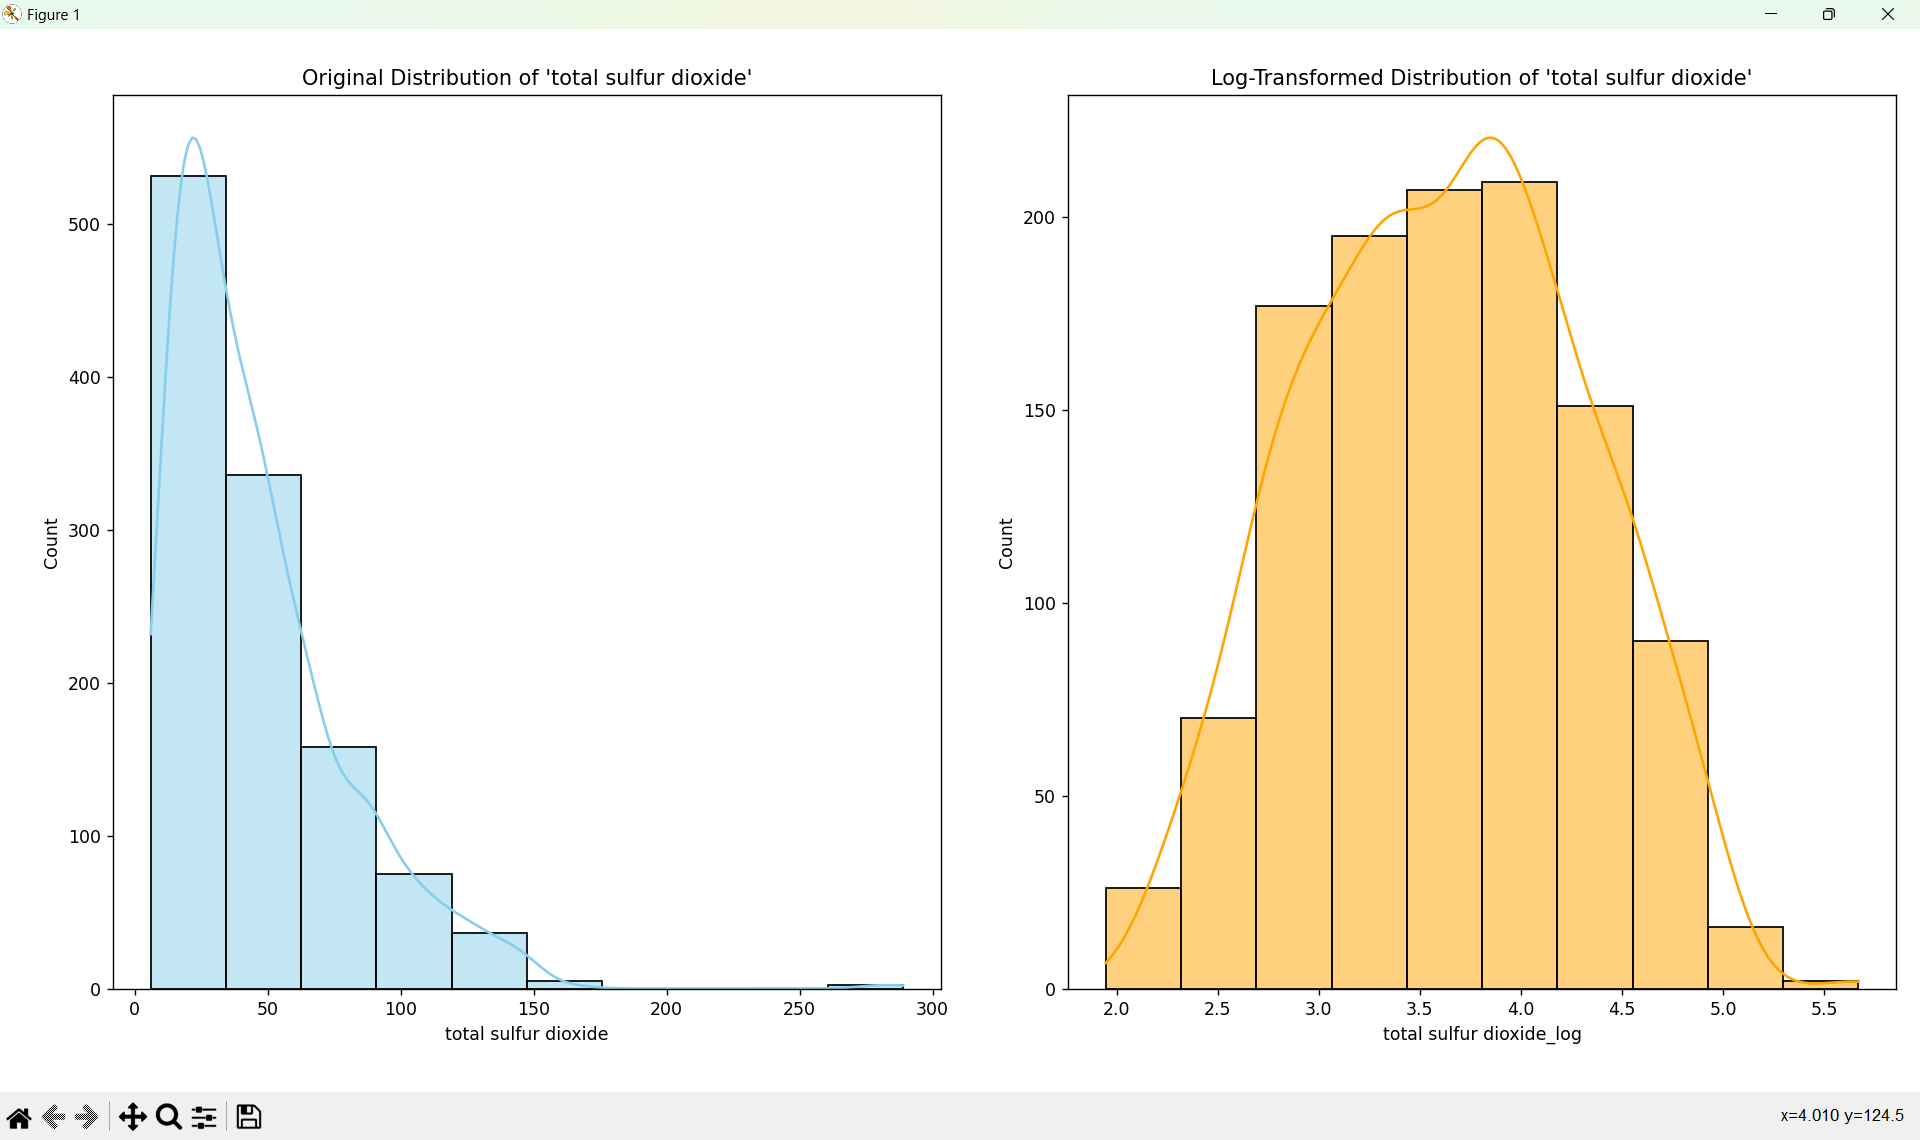 Figure 1
Original Distribution of 'total sulfur dioxide'
Count
500
400
300
200
100
0
0 50 100 150 200 250 300
total sulfur dioxide
Log-Transformed Distribution of 'total sulfur dioxide'
Count
200
150
100
50
0
2.0 2.5 3.0 3.5 4.0 4.5 5.0 5.5
total sulfur dioxide_log
x=4.010 y=124.5